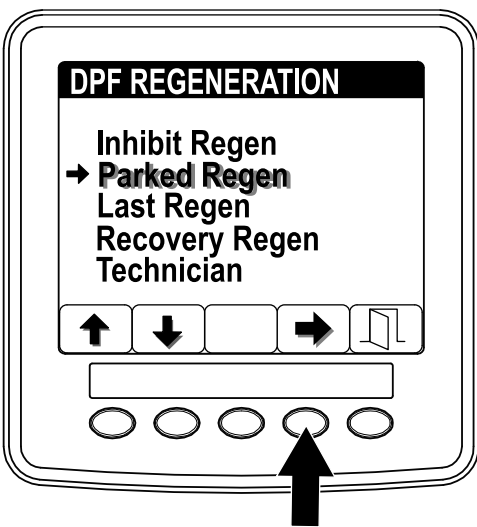 DPF REGENERATION
Inhibit Regen
Parked Regen
Last Regen
Recovery Regen
Technician